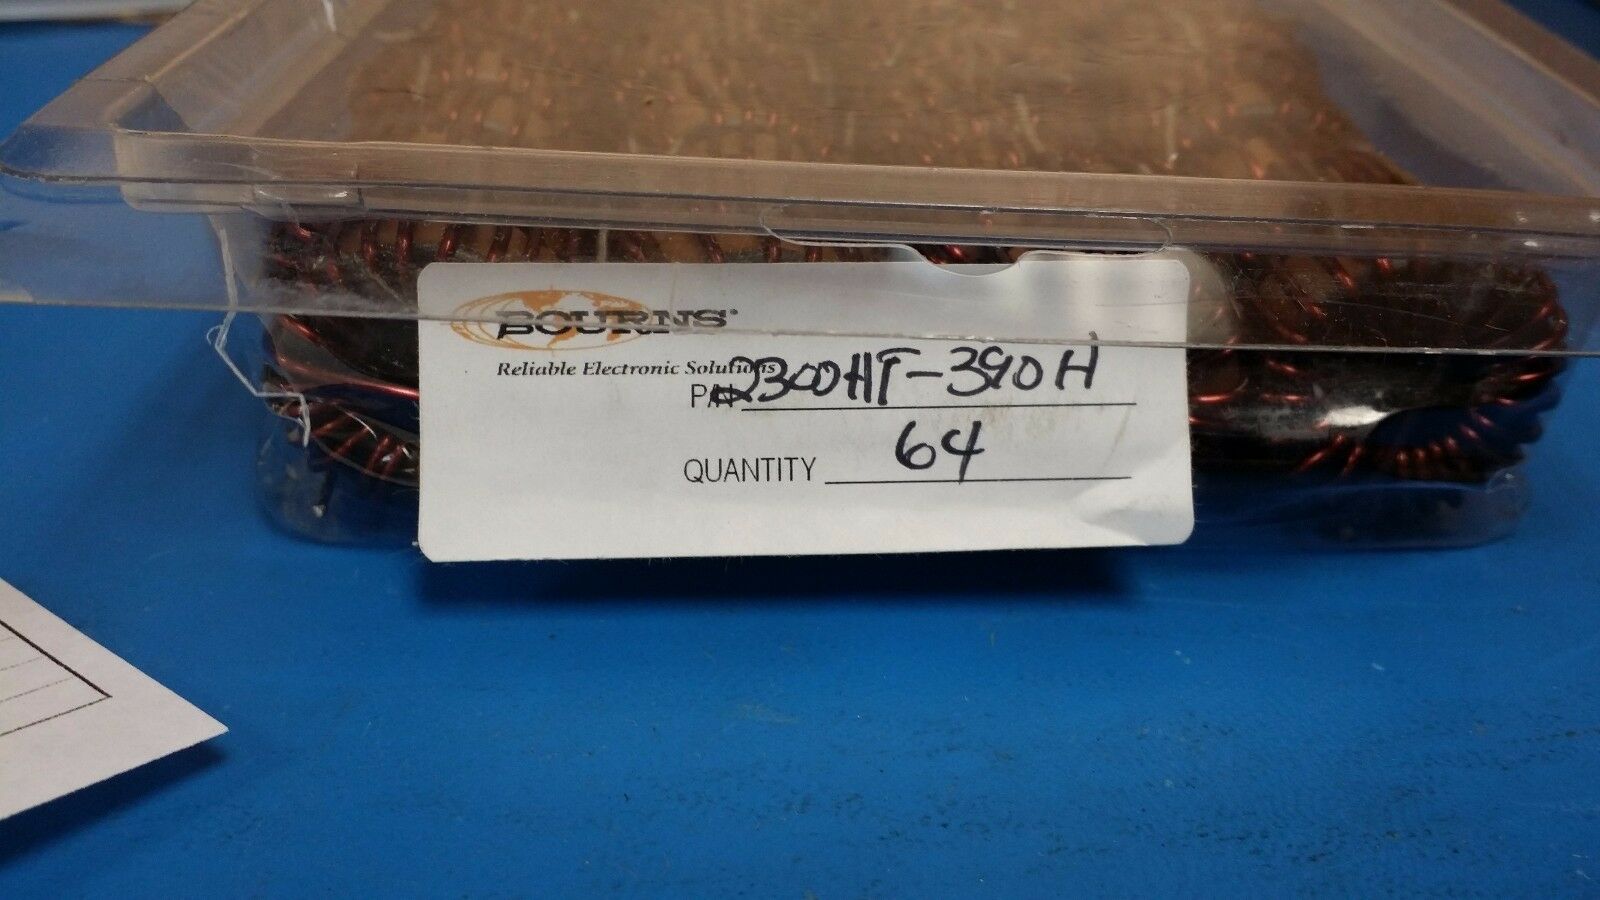 BOURNS®
Reliable Electronic Solutions
P/N 2300HT-390H
QUANTITY 64